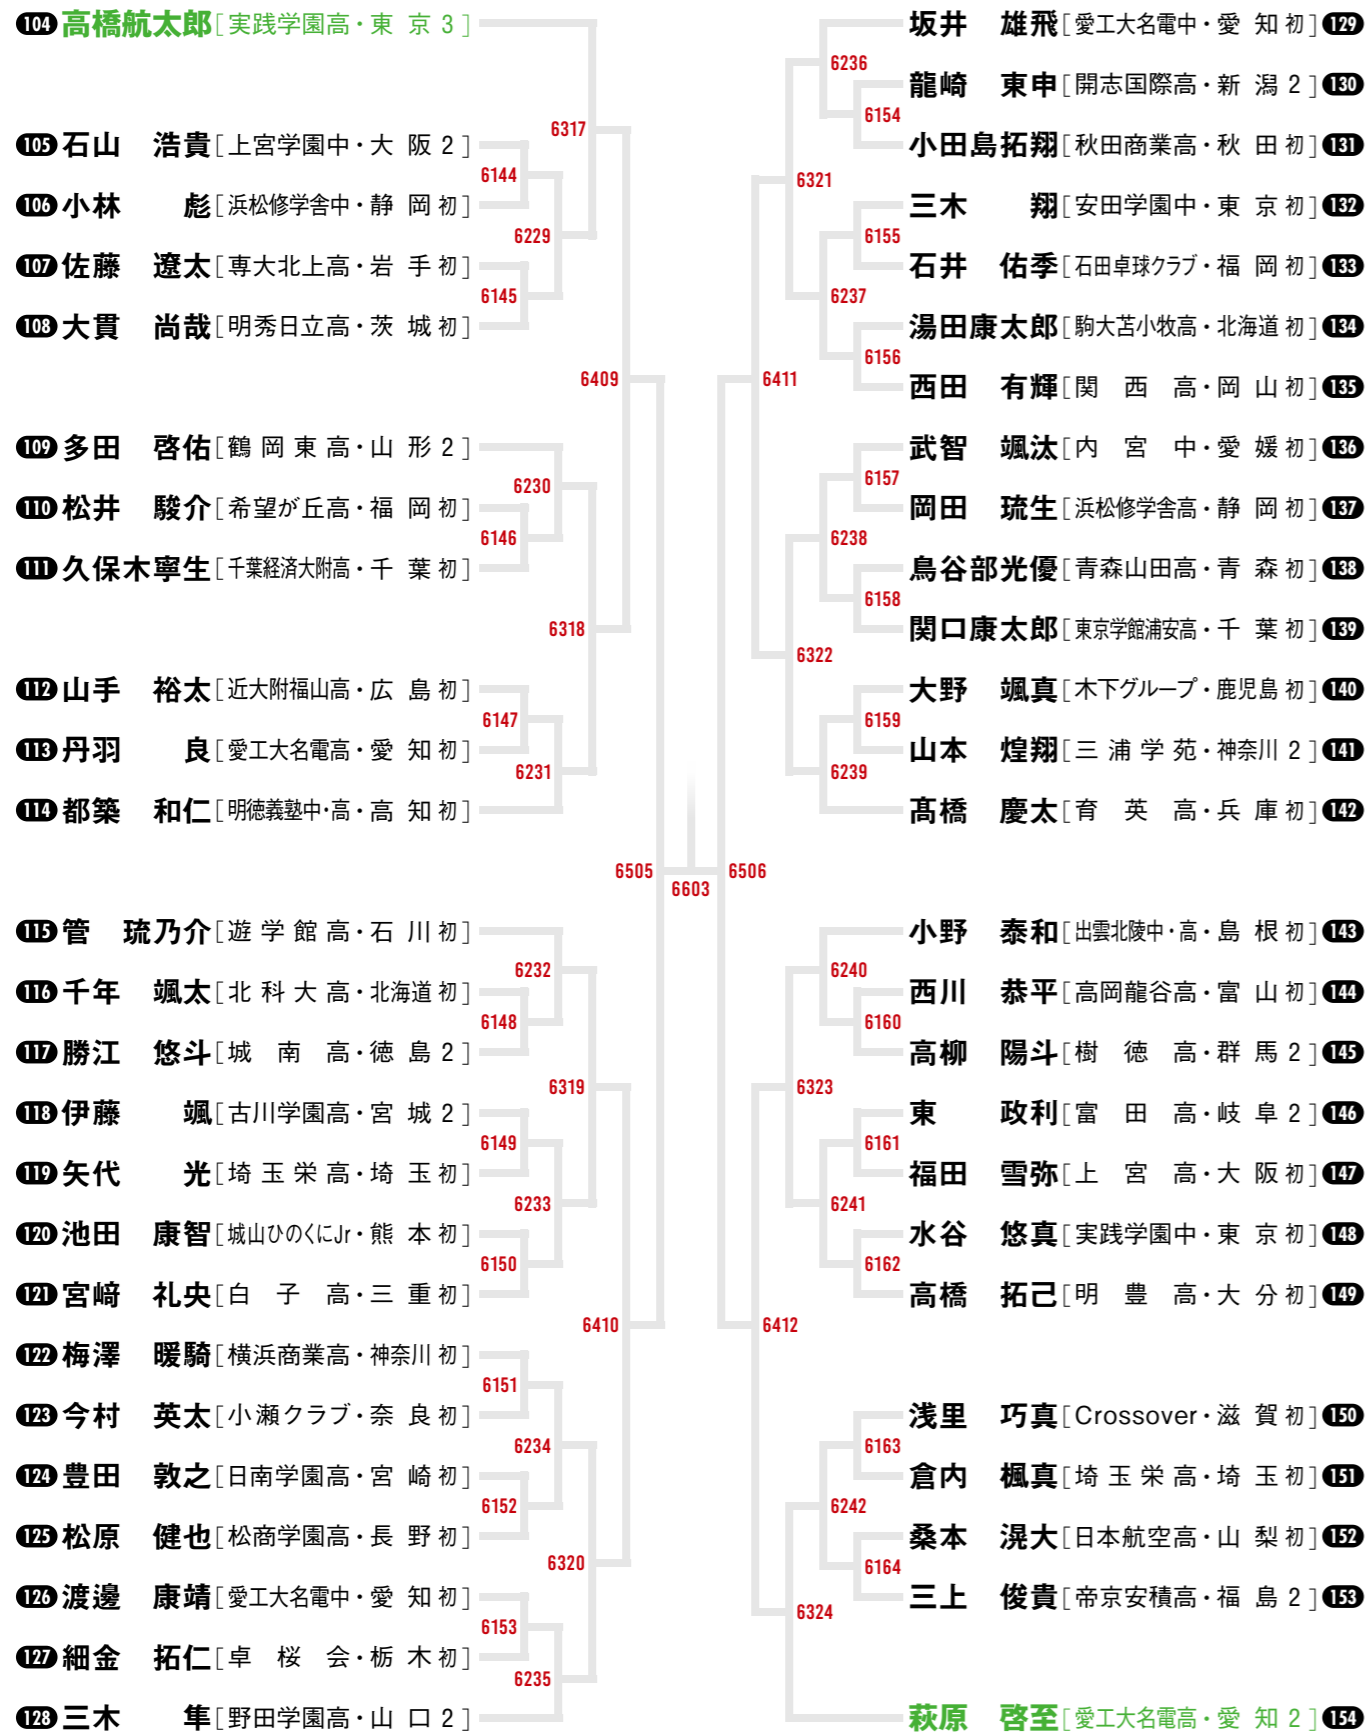 104 高橋航太郎[実践学園高・東 京 3]
6317
105 石山 浩貴[上宮学園中・大 阪 2]
6144
106 小林 彪[浜松修学舎中・静 岡 初]
6229
107 佐藤 遼太[専大北上高・岩 手 初]
6145
108 大貫 尚哉[明秀日立高・茨 城 初]
6409
109 多田 啓佑[鶴岡東高・山 形 2]
6230
110 松井 駿介[希望が丘高・福 岡 初]
6146
111 久保木寧生[千葉経済大附高・千 葉 初]
6318
112 山手 裕太[近大附福山高・広 島 初]
6147
113 丹羽 良[愛工大名電高・愛 知 初]
6231
114 都築 和仁[明徳義塾中・高・高 知 初]
6505
115 管 琉乃介[遊学館高・石 川 初]
6232
116 千年 颯太[北科大高・北海道 初]
6148
117 勝江 悠斗[城南高・徳 島 2]
6319
118 伊藤 颯[古川学園高・宮 城 2]
6149
119 矢代 光[埼玉栄高・埼 玉 初]
6233
120 池田 康智[城山ひのくにJr・熊 本 初]
6150
121 宮﨑 礼央[白子高・三 重 初]
6410
122 梅澤 暖騎[横浜商業高・神奈川 初]
6151
123 今村 英太[小瀬クラブ・奈 良 初]
6234
124 豊田 敦之[日南学園高・宮 崎 初]
6152
125 松原 健也[松商学園高・長 野 初]
6320
126 渡邊 康靖[愛工大名電中・愛 知 初]
6153
127 細金 拓仁[卓桜会・栃 木 初]
6235
128 三木 隼[野田学園高・山 口 2]
6603
坂井 雄飛[愛工大名電中・愛 知 初] 129
6236
龍崎 東申[開志国際高・新 潟 2] 130
6154
小田島拓翔[秋田商業高・秋 田 初] 131
6321
三木 翔[安田学園中・東 京 初] 132
6155
石井 佑季[石田卓球クラブ・福 岡 初] 133
6237
湯田康太郎[駒大苫小牧高・北海道 初] 134
6156
西田 有輝[関西高・岡 山 初] 135
6411
武智 颯汰[内宮中・愛 媛 初] 136
6157
岡田 琉生[浜松修学舎高・静 岡 初] 137
6238
鳥谷部光優[青森山田高・青 森 初] 138
6158
関口康太郎[東京学館浦安高・千 葉 初] 139
6322
大野 颯真[木下グループ・鹿児島 初] 140
6159
山本 煌翔[三浦学苑・神奈川 2] 141
6239
髙橋 慶太[育英高・兵 庫 初] 142
6506
小野 泰和[出雲北陵中・高・島 根 初] 143
6240
西川 恭平[高岡龍谷高・富 山 初] 144
6160
高柳 陽斗[樹徳高・群 馬 2] 145
6323
東 政利[富田高・岐 阜 2] 146
6161
福田 雪弥[上宮高・大 阪 初] 147
6241
水谷 悠真[実践学園中・東 京 初] 148
6162
高橋 拓己[明豊高・大 分 初] 149
6412
浅里 巧真[Crossover・滋 賀 初] 150
6163
倉内 楓真[埼玉栄高・埼 玉 初] 151
6242
桑本 滉大[日本航空高・山 梨 初] 152
6164
三上 俊貴[帝京安積高・福 島 2] 153
6324
萩原 啓至[愛工大名電高・愛 知 2] 154